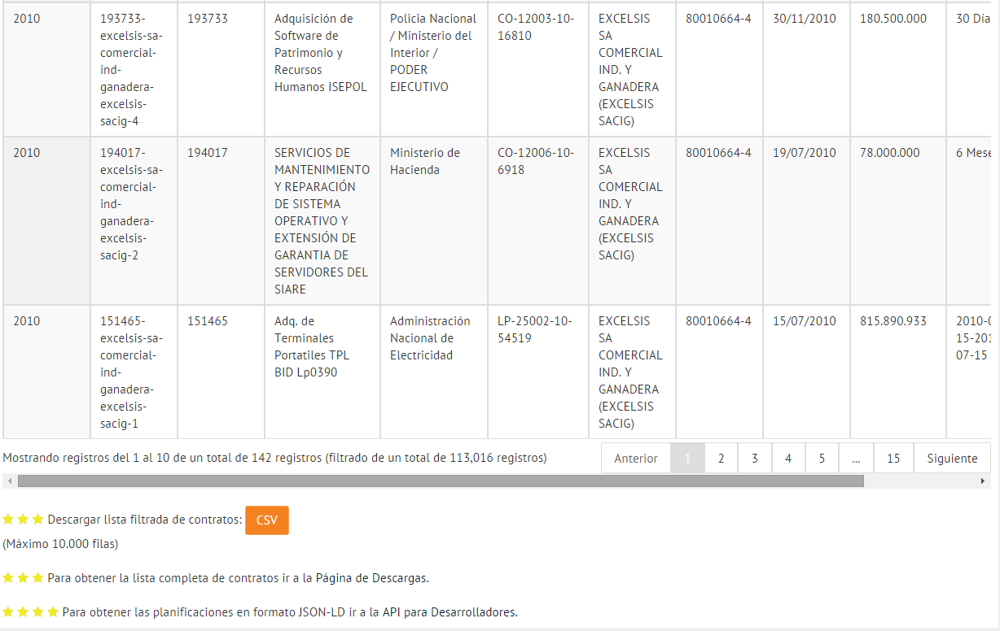 2010
193733-
excelsis-sa-
comercial-
ind-
ganadera-
excelsis-
sacig-4
193733
Adquisición de
Software de
Patrimonio y
Recursos
Humanos ISEPOL
Policia Nacional
/ Ministerio del
Interior /
PODER
EJECUTIVO
CO-12003-10-
16810
EXCELSIS
SA
COMERCIAL
IND. Y
GANADERA
(EXCELSIS
SACIG)
80010664-4
30/11/2010
180.500.000
30 Día
2010
194017-
excelsis-sa-
comercial-
ind-
ganadera-
excelsis-
sacig-2
194017
SERVICIOS DE
MANTENIMIENTO
Y REPARACIÓN
DE SISTEMA
OPERATIVO Y
EXTENSIÓN DE
GARANTIA DE
SERVIDORES DEL
SIARE
Ministerio de
Hacienda
CO-12006-10-
6918
EXCELSIS
SA
COMERCIAL
IND. Y
GANADERA
(EXCELSIS
SACIG)
80010664-4
19/07/2010
78.000.000
6 Mese
2010
151465-
excelsis-sa-
comercial-
ind-
ganadera-
excelsis-
sacig-1
151465
Adq. de
Terminales
Portatiles TPL
BID Lp0390
Administración
Nacional de
Electricidad
LP-25002-10-
54519
EXCELSIS
SA
COMERCIAL
IND. Y
GANADERA
(EXCELSIS
SACIG)
80010664-4
15/07/2010
815.890.933
2010-0
15-201
07-15
Mostrando registros del 1 al 10 de un total de 142 registros (filtrado de un total de 113,016 registros)
Anterior 1 2 3 4 5 ... 15 Siguiente
Descargar lista filtrada de contratos: CSV
(Máximo 10.000 filas)
Para obtener la lista completa de contratos ir a la Página de Descargas.
Para obtener las planificaciones en formato JSON-LD ir a la API para Desarrolladores.